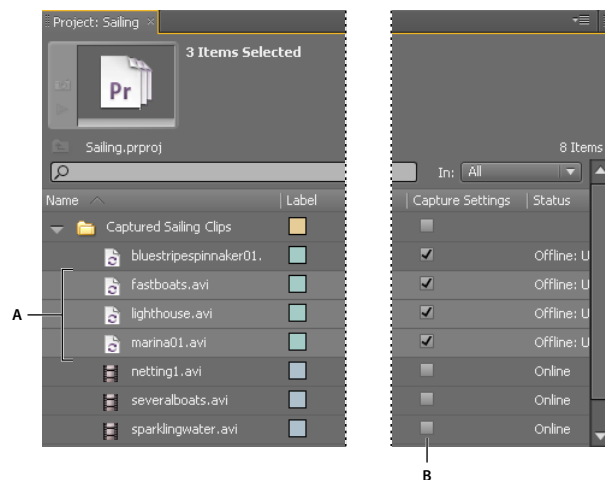 Project: Sailing ×
3 Items Selected
Pr
Sailing.prproj
8 Items
In: All
Name Label Capture Settings Status
Captured Sailing Clips
bluestripespinnaker01. Offline: U
fastboats.avi Offline: U
A
lighthouse.avi Offline: U
marina01.avi Offline: U
netting1.avi Online
severalboats.avi Online
sparklingwater.avi Online
B